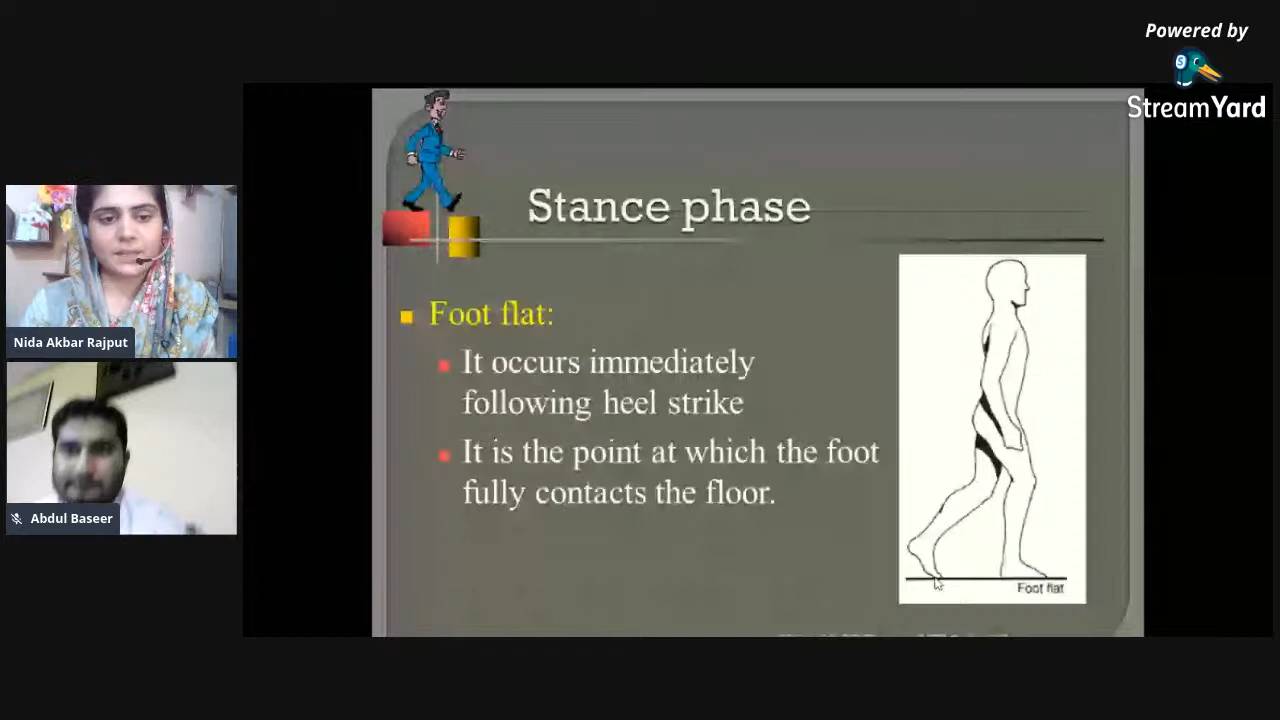 Powered by
StreamYard
Stance phase
Foot flat:
It occurs immediately
following heel strike
It is the point at which the foot
fully contacts the floor.
Foot flat
Nida Akbar Rajput
Abdul Baseer